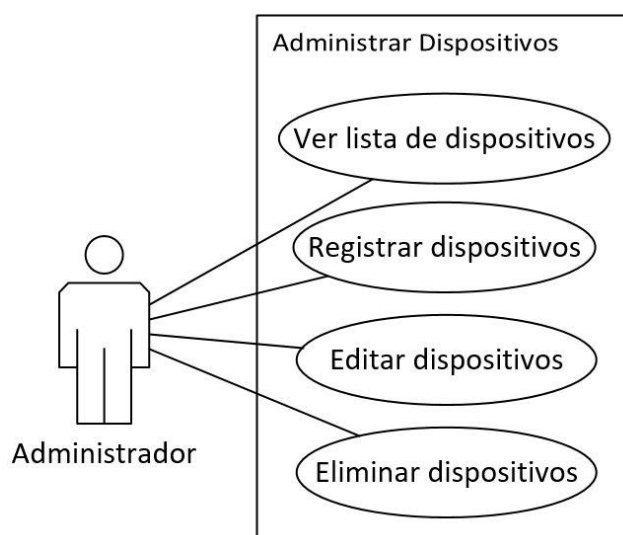 Administrar Dispositivos
Ver lista de dispositivos
Registrar dispositivos
Editar dispositivos
Administrador
Eliminar dispositivos